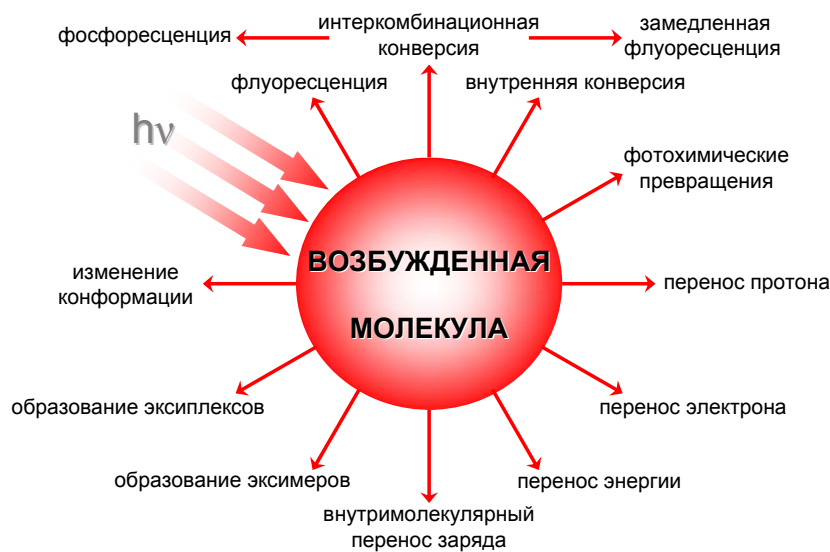 фосфоресценция
интеркомбинационная
конверсия
замедленная
флуоресценция
флуоресценция
внутренняя конверсия
hν
фотохимические
превращения
ВОЗБУЖДЕННАЯ
МОЛЕКУЛА
изменение
конформации
перенос протона
образование эксиплексов
перенос электрона
образование эксимеров
перенос энергии
внутримолекулярный
перенос заряда